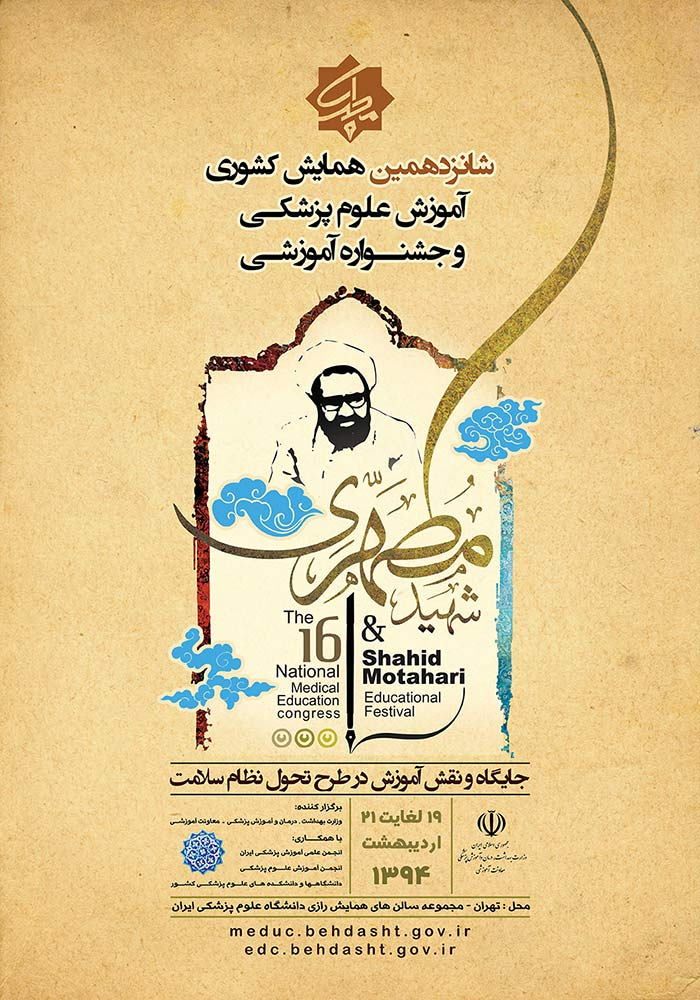 شانزدهمین همایش کشوری
آموزش علوم پزشکی
و جشنواره آموزشی
شهید مطهری
The 16
National
Medical
Education
congress
&
Shahid
Motahari
Educational
Festival
جایگاه و نقش آموزش در طرح تحول نظام سلامت
جمهوری اسلامی ایران
وزارت بهداشت، درمان و آموزش پزشکی
معاونت آموزشی
۱۹ لغایت ۲۱
اردیبهشت
۱۳۹۴
برگزار کننده:
وزارت بهداشت، درمان و آموزش پزشکی - معاونت آموزشی
با همکاری:
انجمن علمی آموزش پزشکی ایران
انجمن آموزش علوم پزشکی
دانشگاهها و دانشکده های علوم پزشکی کشور
محل : تهران - مجموعه سالن های همایش رازی دانشگاه علوم پزشکی ایران
meduc.behdasht.gov.ir
edc.behdasht.gov.ir